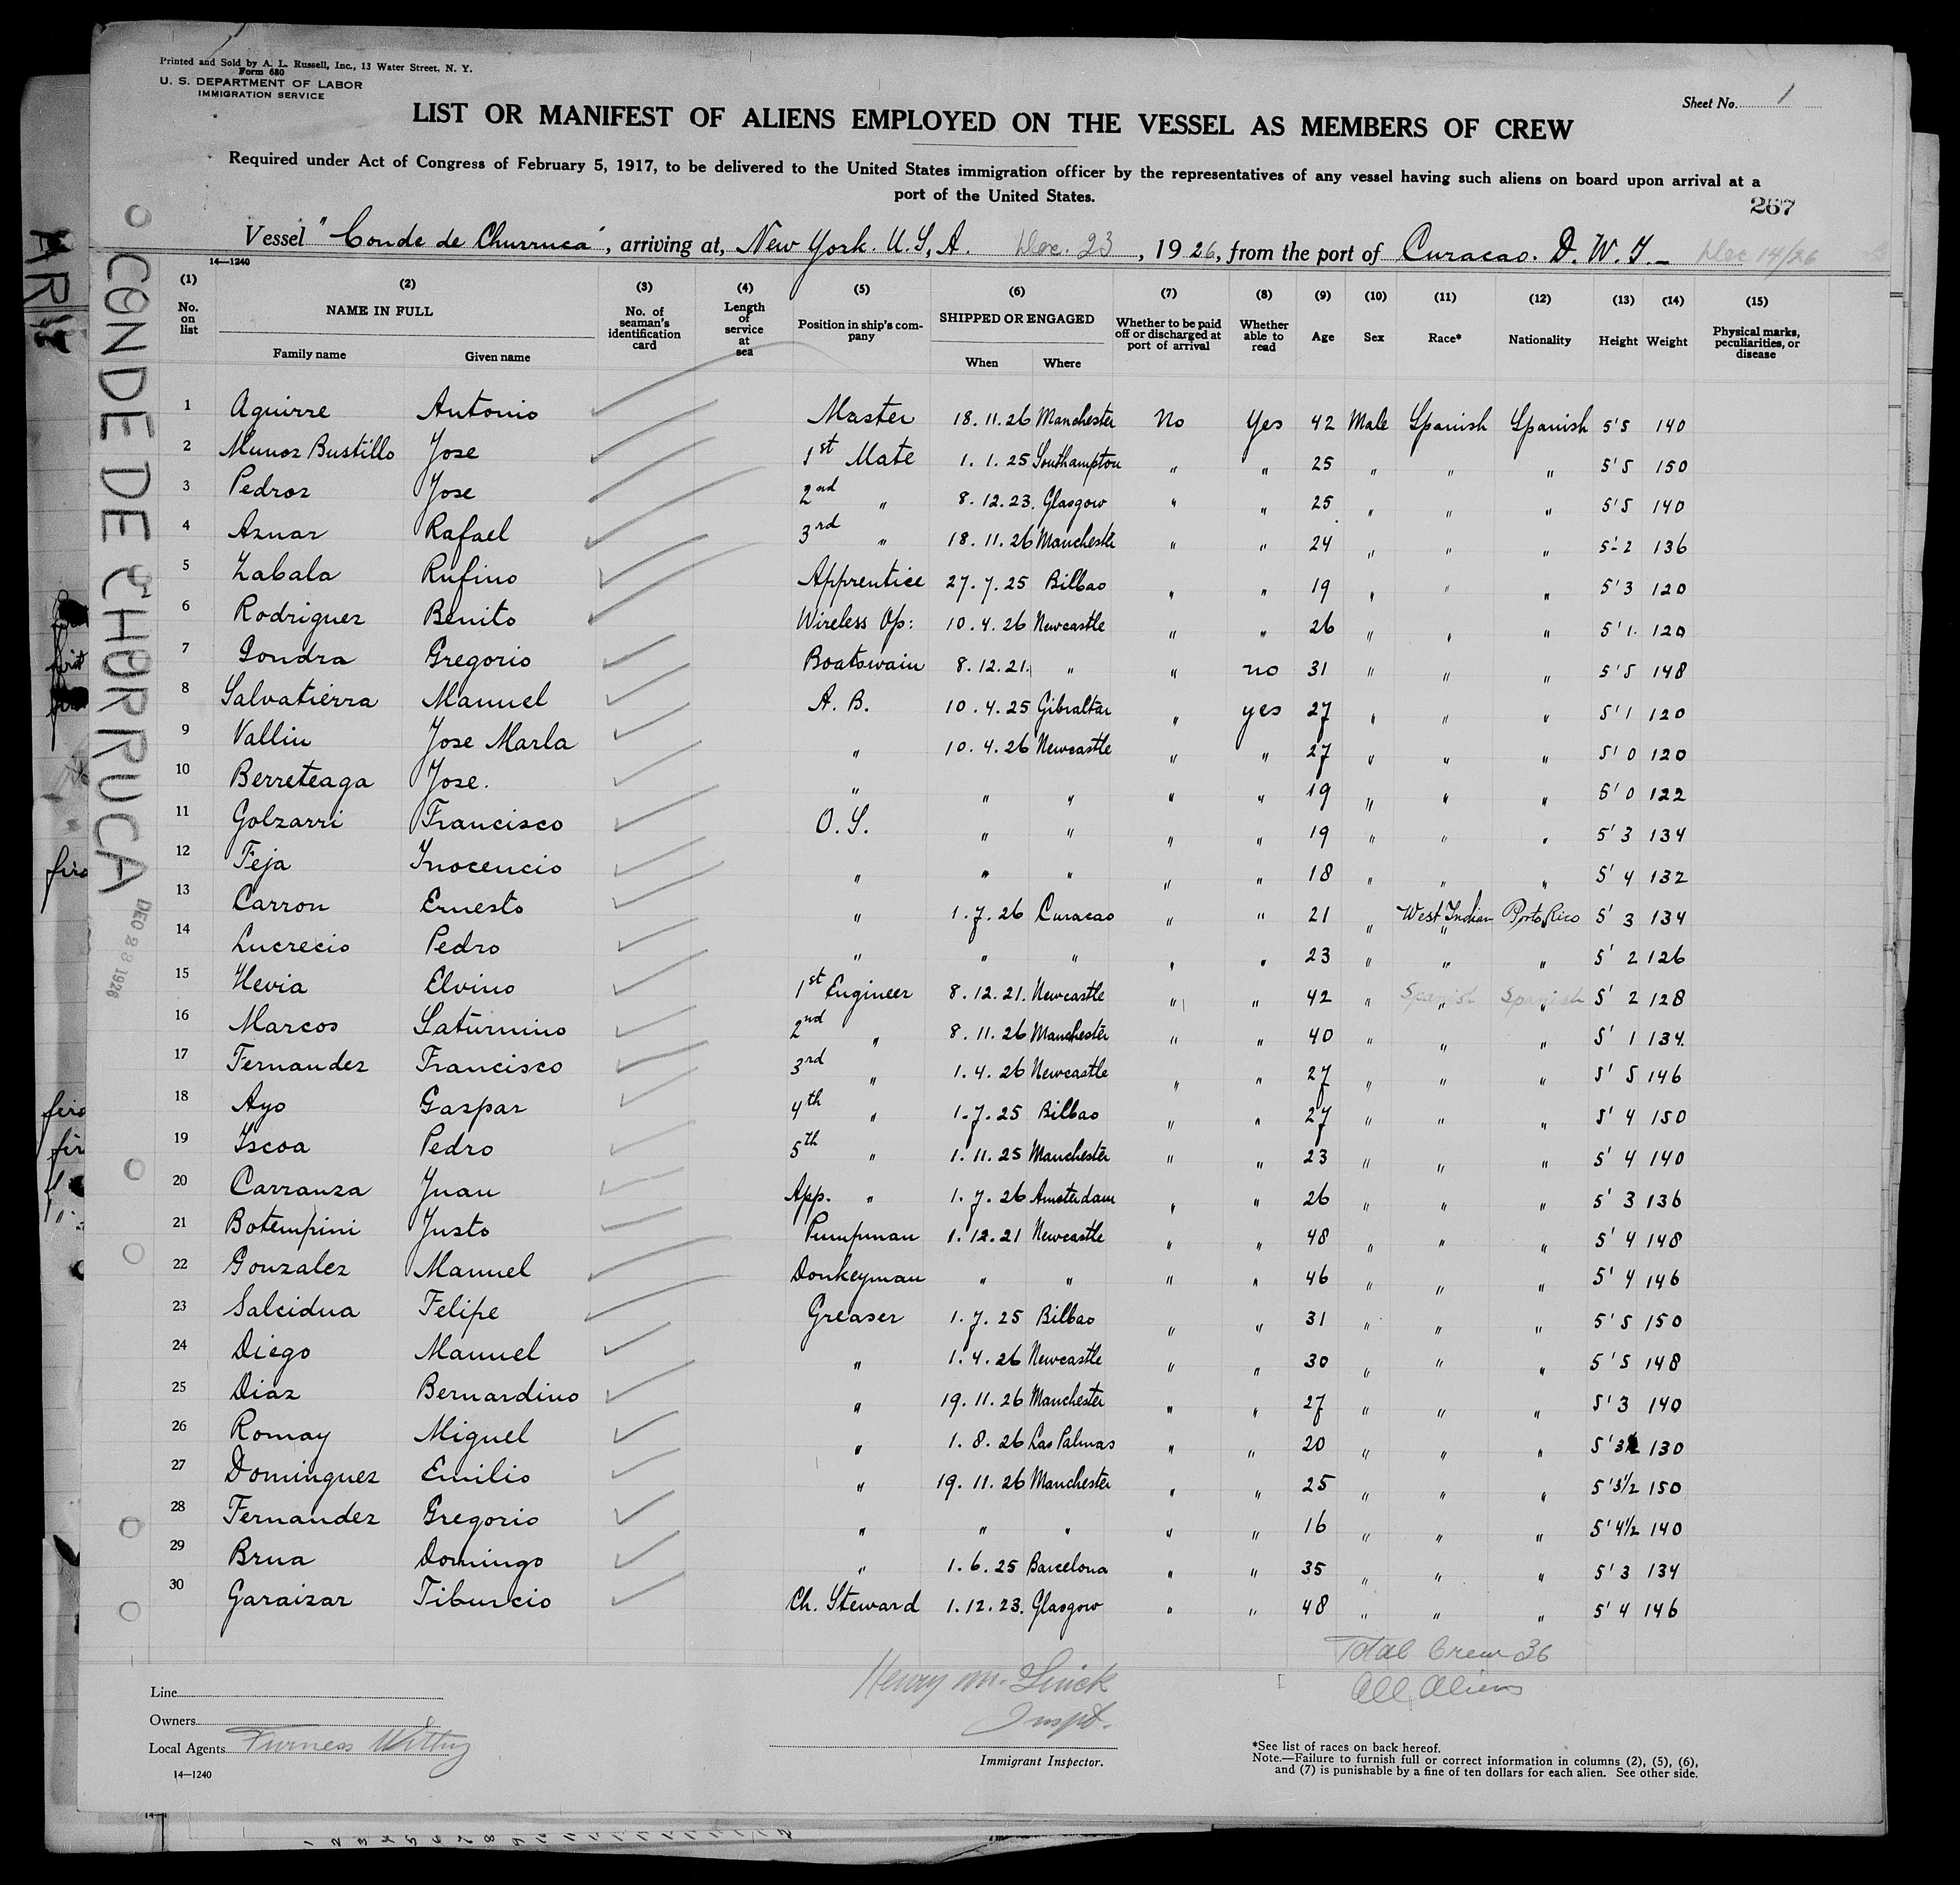 Printed and Sold by A. L. Russell, Inc., 13 Water Street, N. Y.
Form 680
U. S. DEPARTMENT OF LABOR
IMMIGRATION SERVICE
Sheet No. 1
LIST OR MANIFEST OF ALIENS EMPLOYED ON THE VESSEL AS MEMBERS OF CREW
Required under Act of Congress of February 5, 1917, to be delivered to the United States immigration officer by the representatives of any vessel having such aliens on board upon arrival at a
port of the United States.
267
Vessel "Conde de Churruca", arriving at, New York. U.S,A. Dec. 23, 1926, from the port of Curacao. D. W. I. Dec 14/26
14—1240
(1) (2) (3) (4) (5) (6) (7) (8) (9) (10) (11) (12) (13) (14) (15)
No. on list NAME IN FULL No. of seaman's identification card Length of service at sea Position in ship's company SHIPPED OR ENGAGED Whether to be paid off or discharged at port of arrival Whether able to read Age Sex Race* Nationality Height Weight Physical marks, peculiarities, or disease
Family name Given name When Where
1 Aguirre Antonio Master 18.11.26 Manchester No Yes 42 Male Spanish Spanish 5'5 140
2 Munoz Bustillo Jose 1st Mate 1.1.25 Southampton " " 25 " " " 5'5 150
3 Pedroz Jose 2nd " 8.12.23. Glasgow " " 25 " " " 5'5 140
4 Aznar Rafael 3rd " 18.11.26 Manchester " " 24 " " " 5'2 136
5 Zabala Rufino Apprentice 27.7.25 Bilbao " " 19 " " " 5'3 120
6 Rodriguez Benito Wireless Op: 10.4.26 Newcastle " " 26 " " " 5'1. 120
7 Gondra Gregorio Boatswain 8.12.21. " " no 31 " " " 5'5 148
8 Salvatierra Manuel A. B. 10.4.25 Gibraltar " yes 27 " " " 5'1 120
9 Vallin Jose Marla " 10.4.26 Newcastle " " 27 " " " 5'0 120
10 Berreteaga Jose. " " " " " 19 " " " 5'0 122
11 Golzarri Francisco O.S. " " " " 19 " " " 5'3 134
12 Feja Inocencio " " " " " 18 " " " 5'4 132
13 Carron Ernesto " 1.7.26 Curacao " " 21 " West Indian Porto Rico 5'3 134
14 Lucrecio Pedro " " " " " 23 " " " 5'2 126
15 Hevia Elvino 1st Engineer 8.12.21. Newcastle " " 42 " Spanish Spanish 5'2 128
16 Marcos Saturnino 2nd " 8.11.26 Manchester " " 40 " " " 5'1 134.
17 Fernandez Francisco 3rd " 1.4.26 Newcastle " " 27 " " " 5'5 146
18 Ayo Gaspar 4th " 1.7.25 Bilbao " " 27 " " " 5'4 150
19 Iscoa Pedro 5th " 1.11.25 Manchester " " 23 " " " 5'4 140
20 Carranza Juan App. " 1.7.26 Amsterdam " " 26 " " " 5'3 136
21 Botempini Justo Pumpman 1.12.21 Newcastle " " 48 " " " 5'4 148
22 Gonzalez Manuel Donkeyman " " " " 46 " " " 5'4 146
23 Salcidua Felipe Greaser 1.7.25 Bilbao " " 31 " " " 5'5 150
24 Diego Manuel " 1.4.26 Newcastle " " 30 " " " 5'5 148
25 Diaz Bernardino " 19.11.26 Manchester " " 27 " " " 5'3 140
26 Romay Miguel " 1.8.26 Las Palmas " " 20 " " " 5'3 130
27 Dominguez Emilio " 19.11.26 Manchester " " 25 " " " 5'3½ 150
28 Fernandez Gregorio " " " " " 16 " " " 5'4½ 140
29 Brua Domingo " 1.6.25 Barcelona " " 35 " " " 5'3 134
30 Garaizar Tiburcio Ch. Steward 1.12.23. Glasgow " " 48 " " " 5'4 146
Total Crew 36
All Aliens
Line
Owners
Local Agents Furness Withy
14—1240
Henry M.
Inspt.
Immigrant Inspector.
*See list of races on back hereof.
Note.—Failure to furnish full or correct information in columns (2), (5), (6),
and (7) is punishable by a fine of ten dollars for each alien. See other side.
CONDE DE CHURRUCA
DEC 23 1926